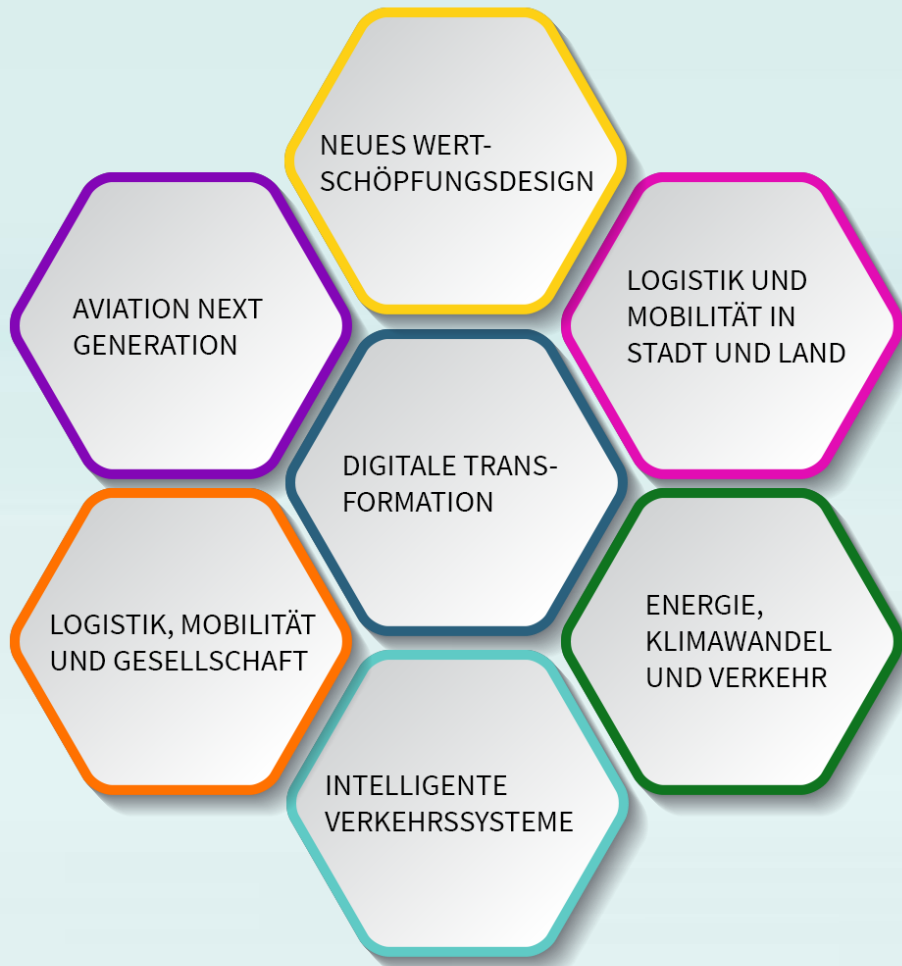 NEUES WERT-
SCHÖPFUNGSDESIGN
AVIATION NEXT
GENERATION
LOGISTIK UND
MOBILITÄT IN
STADT UND LAND
DIGITALE TRANS-
FORMATION
LOGISTIK, MOBILITÄT
UND GESELLSCHAFT
ENERGIE,
KLIMAWANDEL
UND VERKEHR
INTELLIGENTE
VERKEHRSSYSTEME